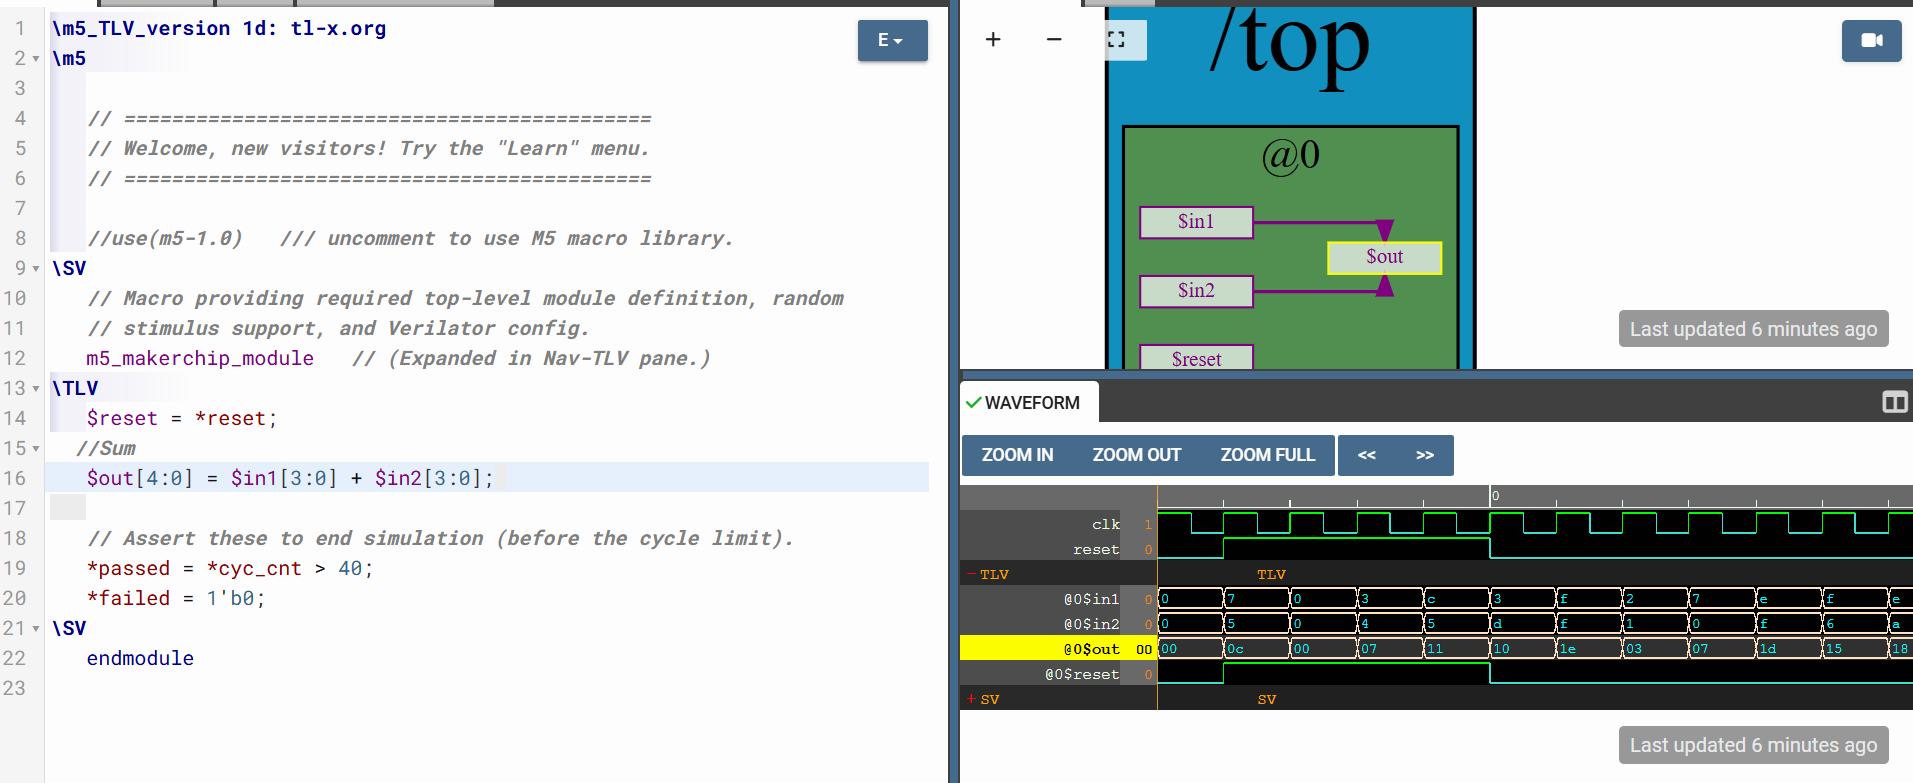 1 \m5_TLV_version 1d: tl-x.org
2 \m5
3
4 // ============================================
5 // Welcome, new visitors! Try the "Learn" menu.
6 // ============================================
7
8 //use(m5-1.0)   /// uncomment to use M5 macro library.
9 \SV
10 // Macro providing required top-level module definition, random
11 // stimulus support, and Verilator config.
12 m5_makerchip_module   // (Expanded in Nav-TLV pane.)
13 \TLV
14 $reset = *reset;
15 //Sum
16 $out[4:0] = $in1[3:0] + $in2[3:0];
17
18 // Assert these to end simulation (before the cycle limit).
19 *passed = *cyc_cnt > 40;
20 *failed = 1'b0;
21 \SV
22 endmodule
23
E
/top
@0
$in1
$out
$in2
$reset
Last updated 6 minutes ago
WAVEFORM
ZOOM IN ZOOM OUT ZOOM FULL << >>
0
clk 1
reset 0
- TLV TLV
@0$in1 0 0 7 0 3 c 3 f 2 7 e f e
@0$in2 0 0 5 0 4 5 d f 1 0 f 6 a
@0$out 00 00 0c 00 07 11 10 1e 03 07 1d 15 18
@0$reset 0
+ SV SV
Last updated 6 minutes ago